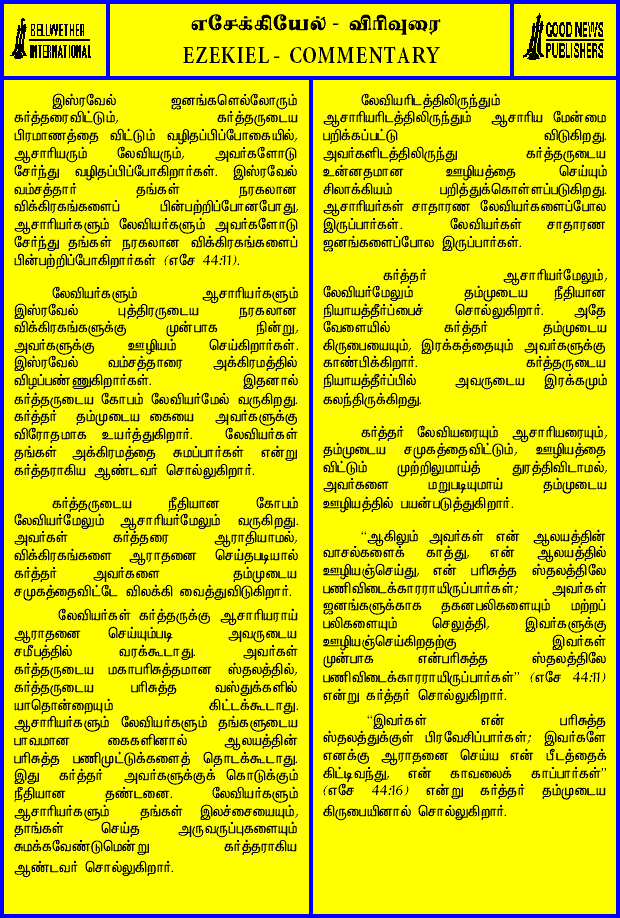 BELLWETHER
INTERNATIONAL
எசேக்கியேல் - விரிவுரை
EZEKIEL - COMMENTARY
GOOD NEWS
PUBLISHERS
இஸ்ரவேல் ஜனங்களெல்லோரும்
கர்த்தரைவிட்டும், கர்த்தருடைய
பிரமாணத்தை விட்டும் வழிதப்பிப்போகையில்,
ஆசாரியரும் லேவியரும், அவர்களோடு
சேர்ந்து வழிதப்பிப்போகிறார்கள். இஸ்ரவேல்
வம்சத்தார் தங்கள் நரகலான
விக்கிரகங்களைப் பின்பற்றிப்போனபோது,
ஆசாரியர்களும் லேவியர்களும் அவர்களோடு
சேர்ந்து தங்கள் நரகலான விக்கிரகங்களைப்
பின்பற்றிப்போகிறார்கள் (எசே 44:11).
லேவியர்களும் ஆசாரியர்களும்
இஸ்ரவேல் புத்திரருடைய நரகலான
விக்கிரகங்களுக்கு முன்பாக நின்று,
அவர்களுக்கு ஊழியம் செய்கிறார்கள்.
இஸ்ரவேல் வம்சத்தாரை அக்கிரமத்தில்
விழப்பண்ணுகிறார்கள். இதனால்
கர்த்தருடைய கோபம் லேவியர்மேல் வருகிறது.
கர்த்தர் தம்முடைய கையை அவர்களுக்கு
விரோதமாக உயர்த்துகிறார். லேவியர்கள்
தங்கள் அக்கிரமத்தை சுமப்பார்கள் என்று
கர்த்தராகிய ஆண்டவர் சொல்லுகிறார்.
கர்த்தருடைய நீதியான கோபம்
லேவியர்மேலும் ஆசாரியர்மேலும் வருகிறது.
அவர்கள் கர்த்தரை ஆராதியாமல்,
விக்கிரகங்களை ஆராதனை செய்தபடியால்
கர்த்தர் அவர்களை தம்முடைய
சமுகத்தைவிட்டே விலக்கி வைத்துவிடுகிறார்.
லேவியர்கள் கர்த்தருக்கு ஆசாரியராய்
ஆராதனை செய்யும்படி அவருடைய
சமீபத்தில் வரக்கூடாது. அவர்கள்
கர்த்தருடைய மகாபரிசுத்தமான ஸ்தலத்தில்,
கர்த்தருடைய பரிசுத்த வஸ்துக்களில்
யாதொன்றையும் கிட்டக்கூடாது.
ஆசாரியர்களும் லேவியர்களும் தங்களுடைய
பாவமான கைகளினால் ஆலயத்தின்
பரிசுத்த பணிமுட்டுக்களைத் தொடக்கூடாது.
இது கர்த்தர் அவர்களுக்குக் கொடுக்கும்
நீதியான தண்டனை. லேவியர்களும்
ஆசாரியர்களும் தங்கள் இலச்சையையும்,
தாங்கள் செய்த அருவருப்புகளையும்
சுமக்கவேண்டுமென்று கர்த்தராகிய
ஆண்டவர் சொல்லுகிறார்.
லேவியரிடத்திலிருந்தும்
ஆசாரியரிடத்திலிருந்தும் ஆசாரிய மேன்மை
பறிக்கப்பட்டு விடுகிறது.
அவர்களிடத்திலிருந்து கர்த்தருடைய
உன்னதமான ஊழியத்தை செய்யும்
சிலாக்கியம் பறித்துக்கொள்ளப்படுகிறது.
ஆசாரியர்கள் சாதாரண லேவியர்களைப்போல
இருப்பார்கள். லேவியர்கள் சாதாரண
ஜனங்களைப்போல இருப்பார்கள்.
கர்த்தர் ஆசாரியர்மேலும்,
லேவியர்மேலும் தம்முடைய நீதியான
நியாயத்தீர்ப்பைச் சொல்லுகிறார். அதே
வேளையில் கர்த்தர் தம்முடைய
கிருபையையும், இரக்கத்தையும் அவர்களுக்கு
காண்பிக்கிறார். கர்த்தருடைய
நியாயத்தீர்ப்பில் அவருடைய இரக்கமும்
கலந்திருக்கிறது.
கர்த்தர் லேவியரையும் ஆசாரியரையும்,
தம்முடைய சமுகத்தைவிட்டும், ஊழியத்தை
விட்டும் முற்றிலுமாய்த் துரத்திவிடாமல்,
அவர்களை மறுபடியுமாய் தம்முடைய
ஊழியத்தில் பயன்படுத்துகிறார்.
“ஆகிலும் அவர்கள் என் ஆலயத்தின்
வாசல்களைக் காத்து, என் ஆலயத்தில்
ஊழியஞ்செய்து, என் பரிசுத்த ஸ்தலத்திலே
பணிவிடைக்காரராயிருப்பார்கள்; அவர்கள்
ஜனங்களுக்காக தகனபலிகளையும் மற்றப்
பலிகளையும் செலுத்தி, இவர்களுக்கு
ஊழியஞ்செய்கிறதற்கு இவர்கள்
முன்பாக என்பரிசுத்த ஸ்தலத்திலே
பணிவிடைக்காரராயிருப்பார்கள்” (எசே 44:11)
என்று கர்த்தர் சொல்லுகிறார்.
“இவர்கள் என் பரிசுத்த
ஸ்தலத்துக்குள் பிரவேசிப்பார்கள்; இவர்களே
எனக்கு ஆராதனை செய்ய என் பீடத்தைக்
கிட்டிவந்து, என் காவலைக் காப்பார்கள்”
(எசே 44:16) என்று கர்த்தர் தம்முடைய
கிருபையினால் சொல்லுகிறார்.